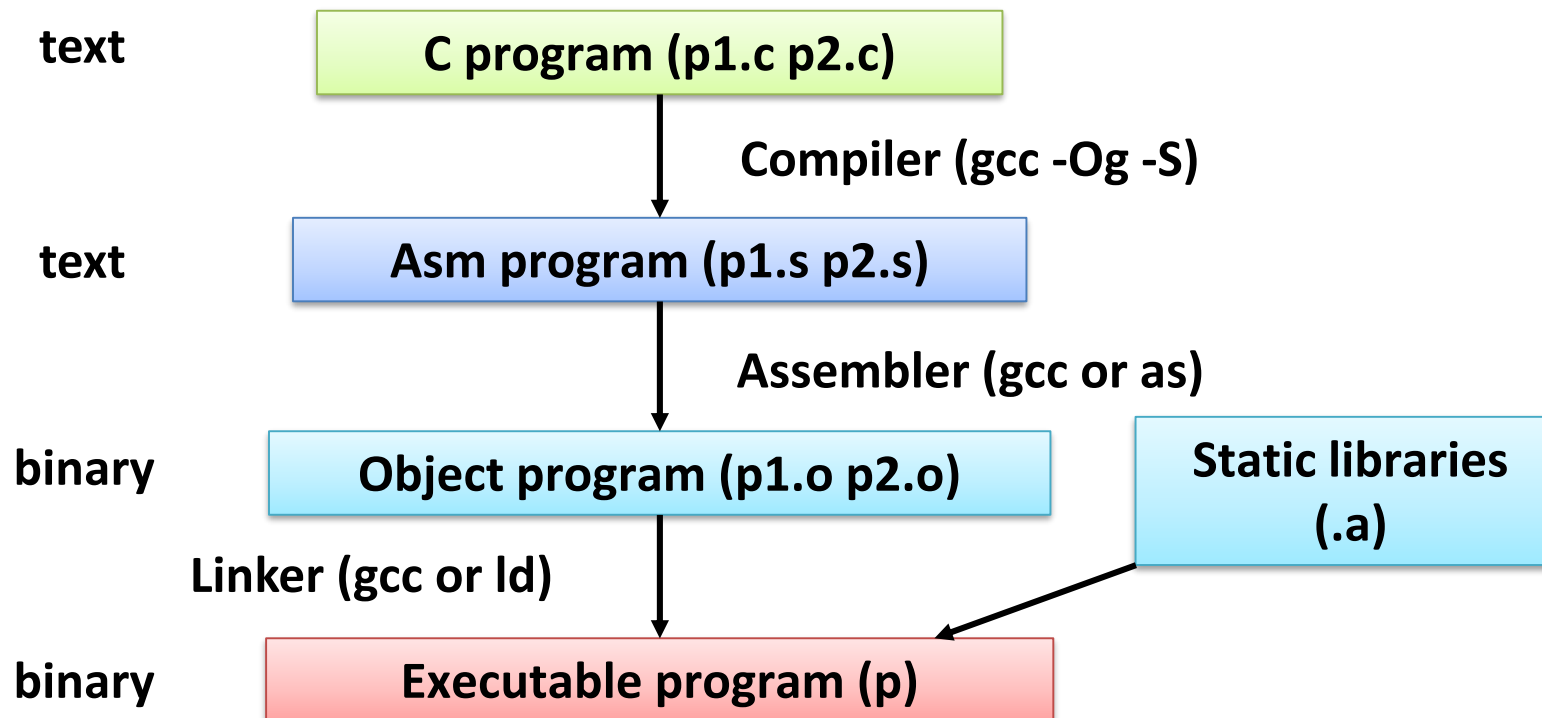 text
C program (p1.c p2.c)
Compiler (gcc -Og -S)
text
Asm program (p1.s p2.s)
Assembler (gcc or as)
binary
Object program (p1.o p2.o)
Static libraries
(.a)
Linker (gcc or ld)
binary
Executable program (p)